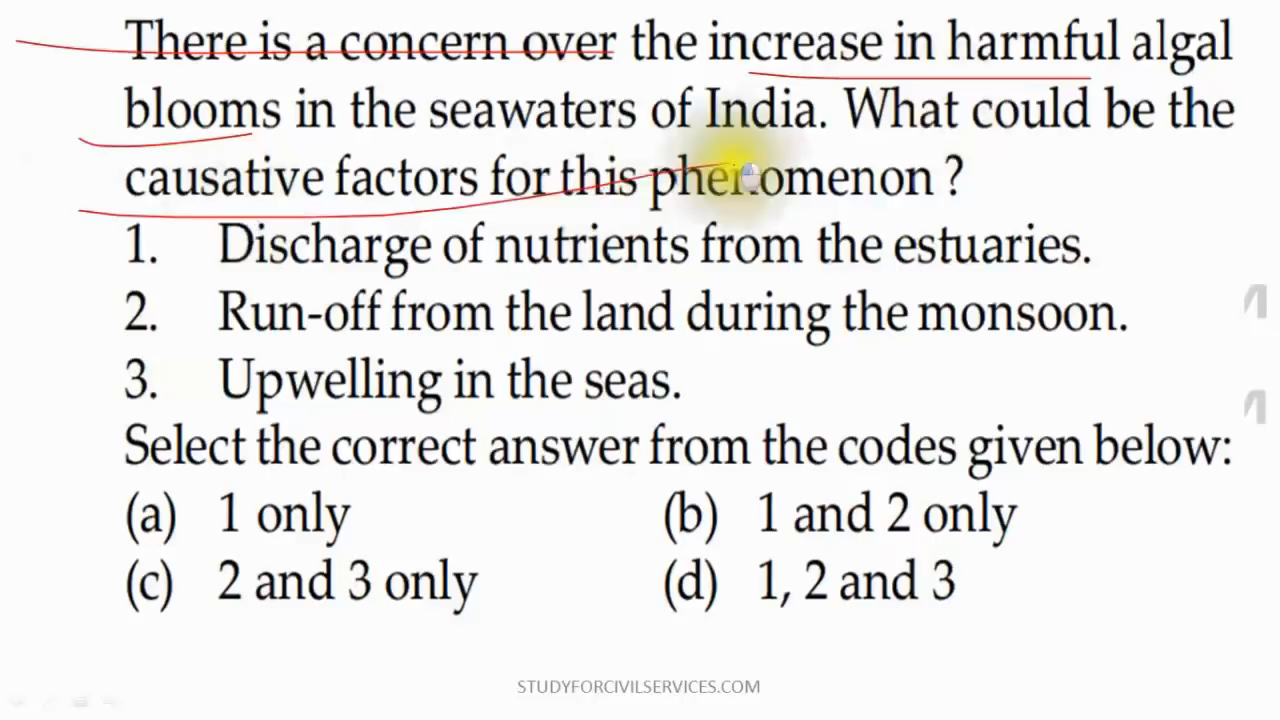 There is a concern over the increase in harmful algal
blooms in the seawaters of India. What could be the
causative factors for this phenomenon ?
1. Discharge of nutrients from the estuaries.
2. Run-off from the land during the monsoon.
3. Upwelling in the seas.
Select the correct answer from the codes given below:
(a) 1 only (b) 1 and 2 only
(c) 2 and 3 only (d) 1, 2 and 3
STUDYFORCIVILSERVICES.COM